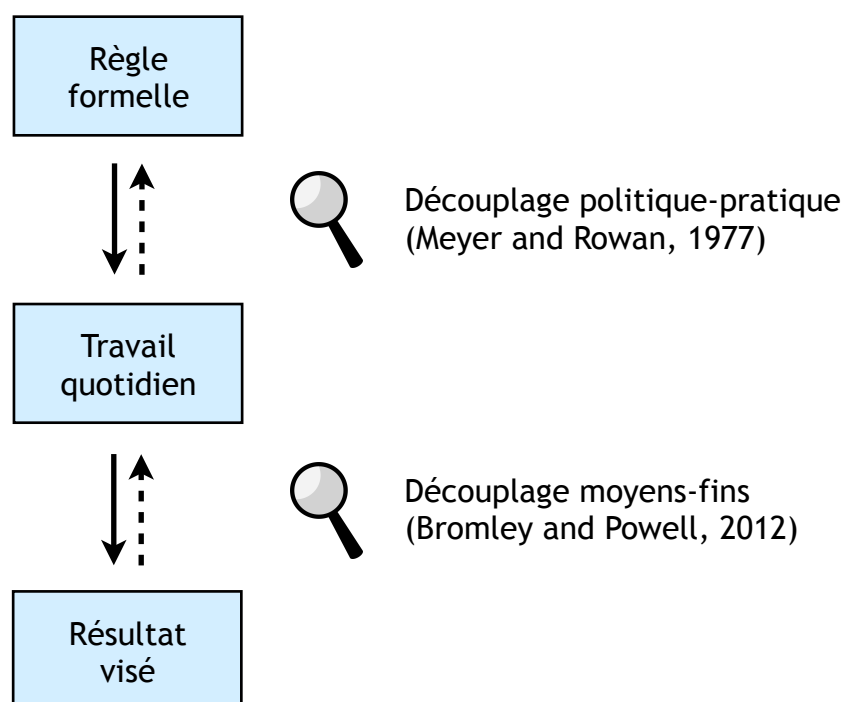 Règle
formelle
Découplage politique-pratique
(Meyer and Rowan, 1977)
Travail
quotidien
Découplage moyens-fins
(Bromley and Powell, 2012)
Résultat
visé